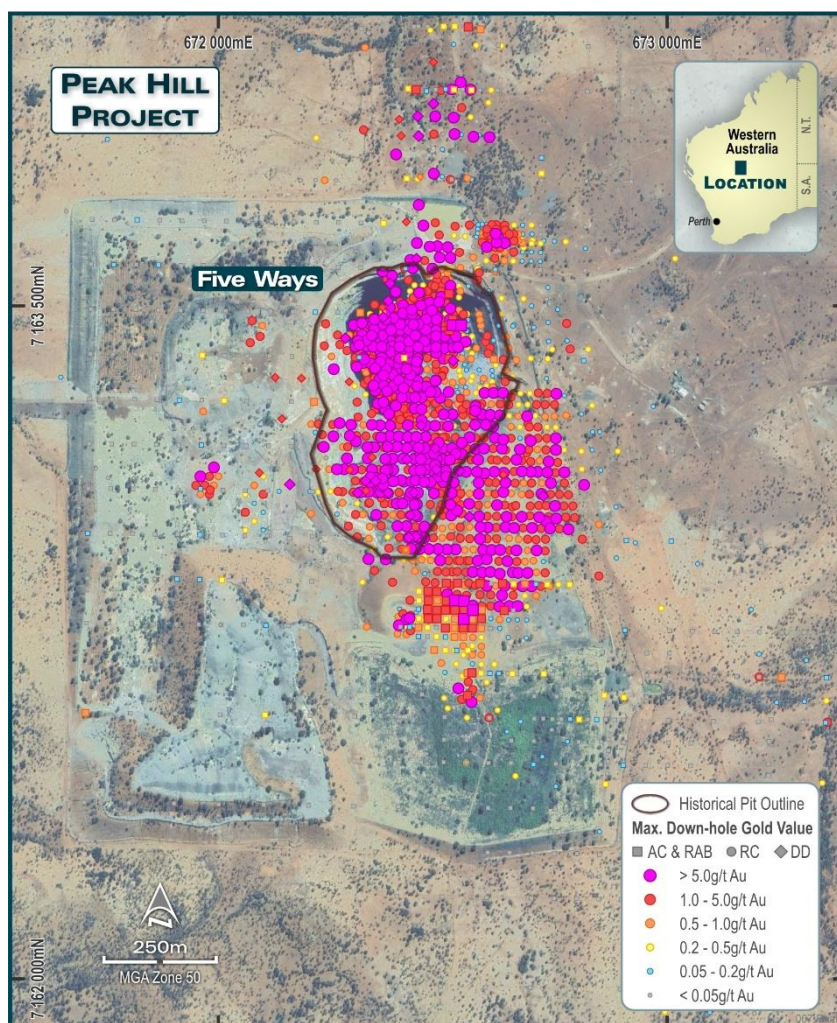 672 000mE
673 000mE
PEAK HILL
PROJECT
Western
Australia
LOCATION
N.T.
S.A.
Perth
Five Ways
7 163 500mN
7 162 000mN
N
250m
MGA Zone 50
Historical Pit Outline
Max. Down-hole Gold Value
AC & RAB RC DD
> 5.0g/t Au
1.0 - 5.0g/t Au
0.5 - 1.0g/t Au
0.2 - 0.5g/t Au
0.05 - 0.2g/t Au
< 0.05g/t Au